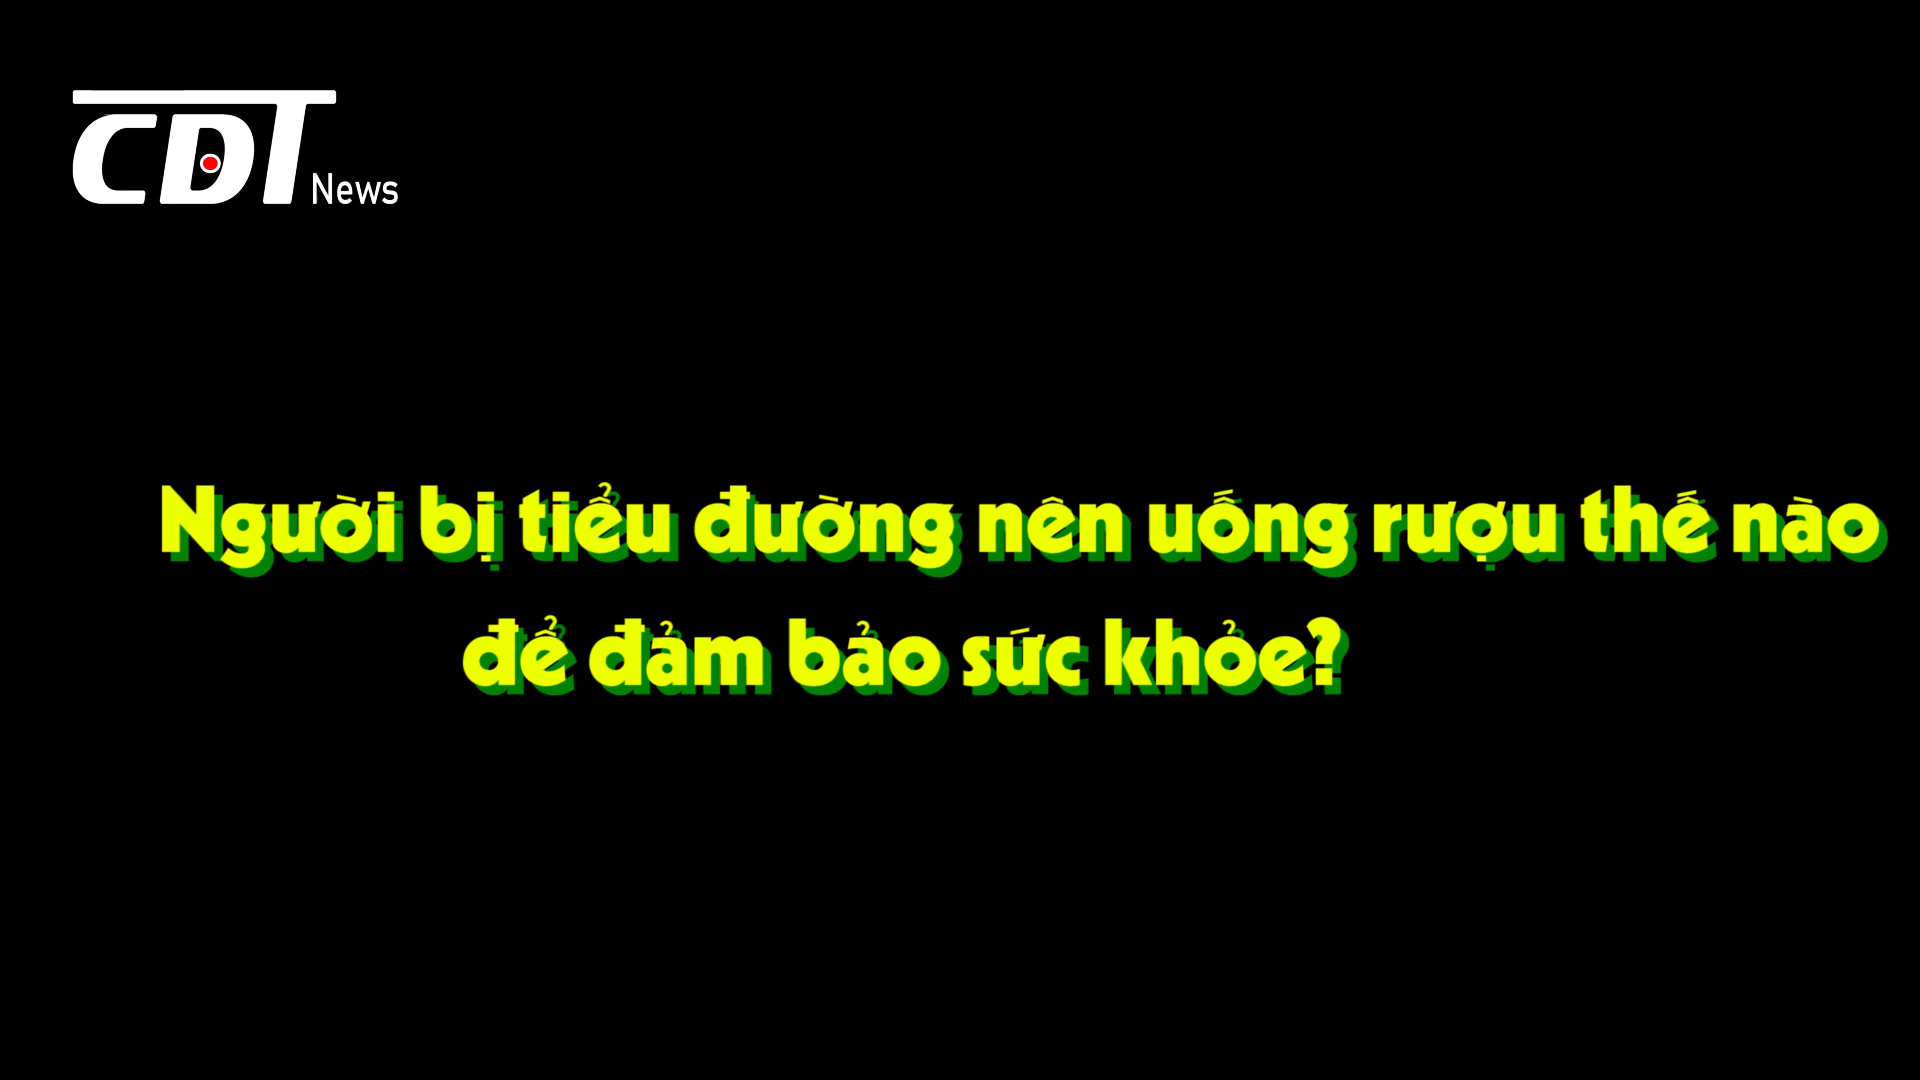 CDT News
Người bị tiểu đường nên uống rượu thế nào
để đảm bảo sức khỏe?